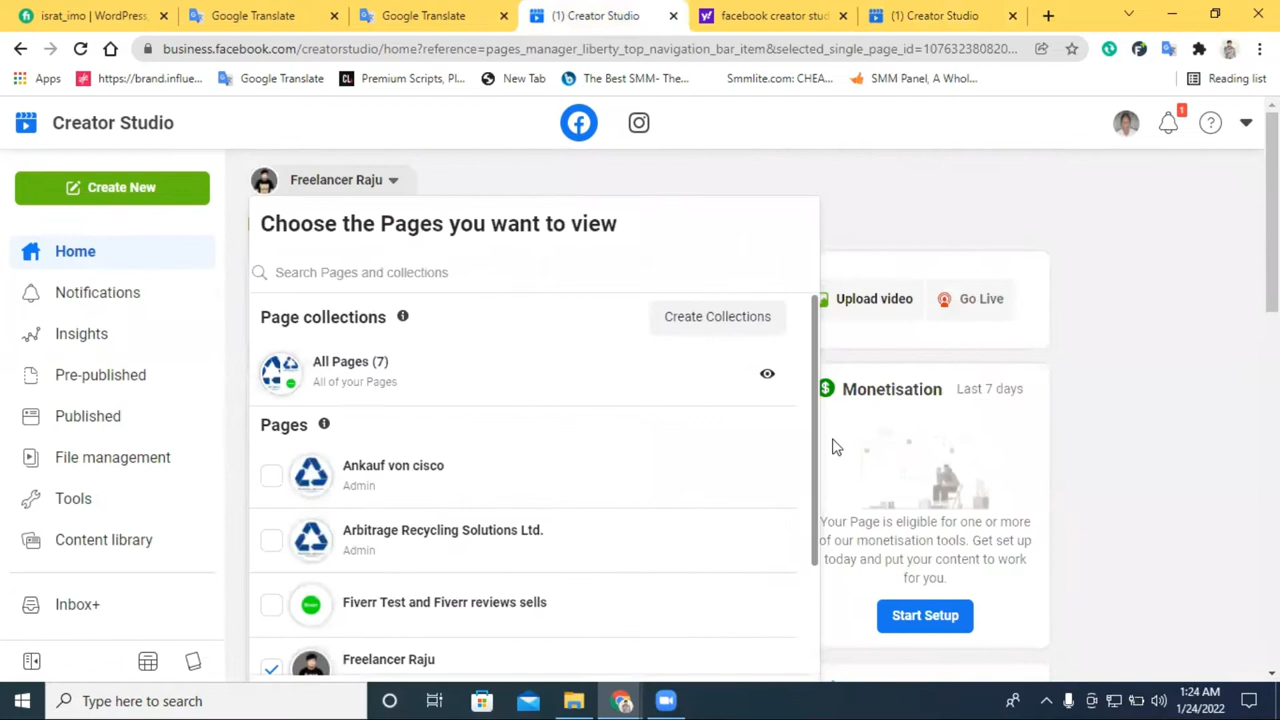 israt_imo | WordPress,
Google Translate
Google Translate
(1) Creator Studio
facebook creator stud
(1) Creator Studio
business.facebook.com/creatorstudio/home?reference=pages_manager_liberty_top_navigation_bar_item&selected_single_page_id=107632380820...
Apps
https://brand.influe...
Google Translate
Premium Scripts, Pl...
New Tab
The Best SMM- The...
Smmlite.com: CHEA...
SMM Panel, A Whol...
Reading list
Creator Studio
1
Create New
Home
Notifications
Insights
Pre-published
Published
File management
Tools
Content library
Inbox+
Freelancer Raju
Choose the Pages you want to view
Search Pages and collections
Page collections
Create Collections
All Pages (7)
All of your Pages
Pages
Ankauf von cisco
Admin
Arbitrage Recycling Solutions Ltd.
Admin
Fiverr Test and Fiverr reviews sells
Freelancer Raju
Upload video
Go Live
Monetisation
Last 7 days
Your Page is eligible for one or more
of our monetisation tools. Get set up
today and put your content to work
for you.
Start Setup
Type here to search
1:24 AM
1/24/2022